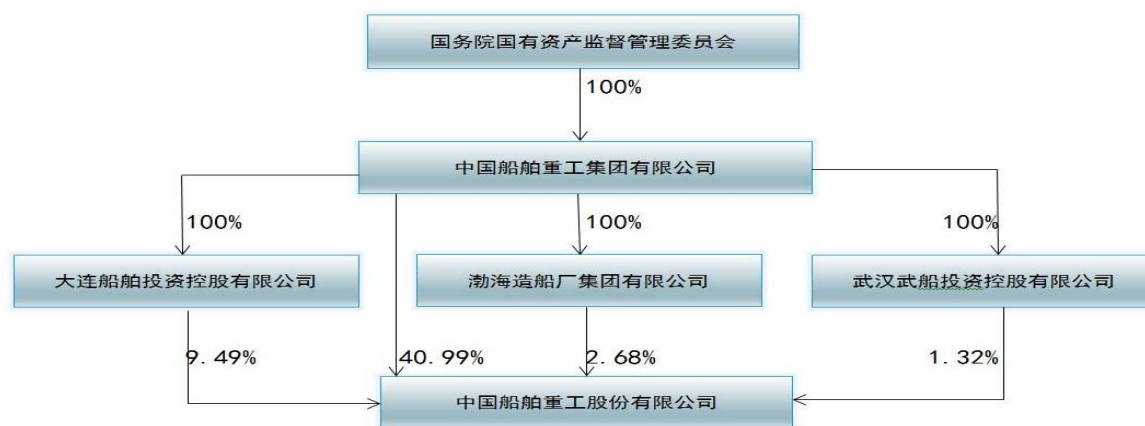 国务院国有资产监督管理委员会
100%
中国船舶重工集团有限公司
100%
100%
100%
大连船舶投资控股有限公司
渤海造船厂集团有限公司
武汉武船投资控股有限公司
9.49%
40.99%
2.68%
1.32%
中国船舶重工股份有限公司